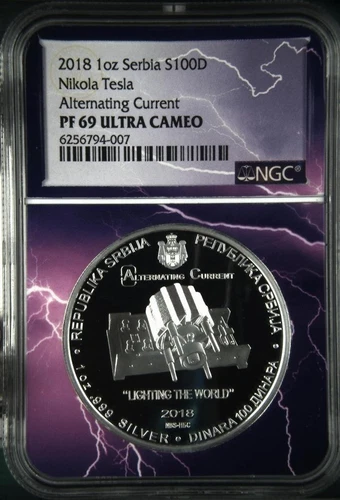 2018 1oz Serbia S100D
Nikola Tesla
Alternating Current
PF 69 ULTRA CAMEO
6256794-007
NGC®
REPUBLIKA SRBIJA РЕПУБЛИКА СРБИЈА
ALTERNATING CURRENT
"LIGHTING THE WORLD"
2018
1 oz .999 SILVER • DINARA 100 ДИНАРА